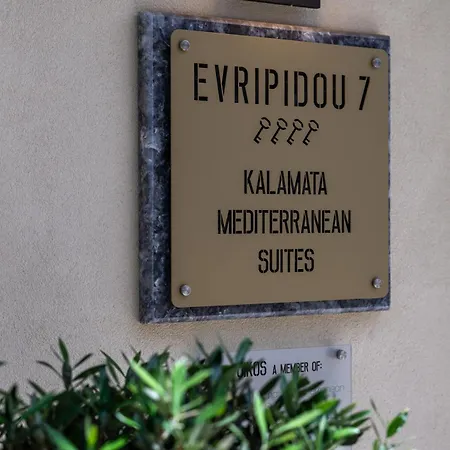 EVRIPIDOU 7
KALAMATA
MEDITERRANEAN
SUITES
A MEMBER OF: